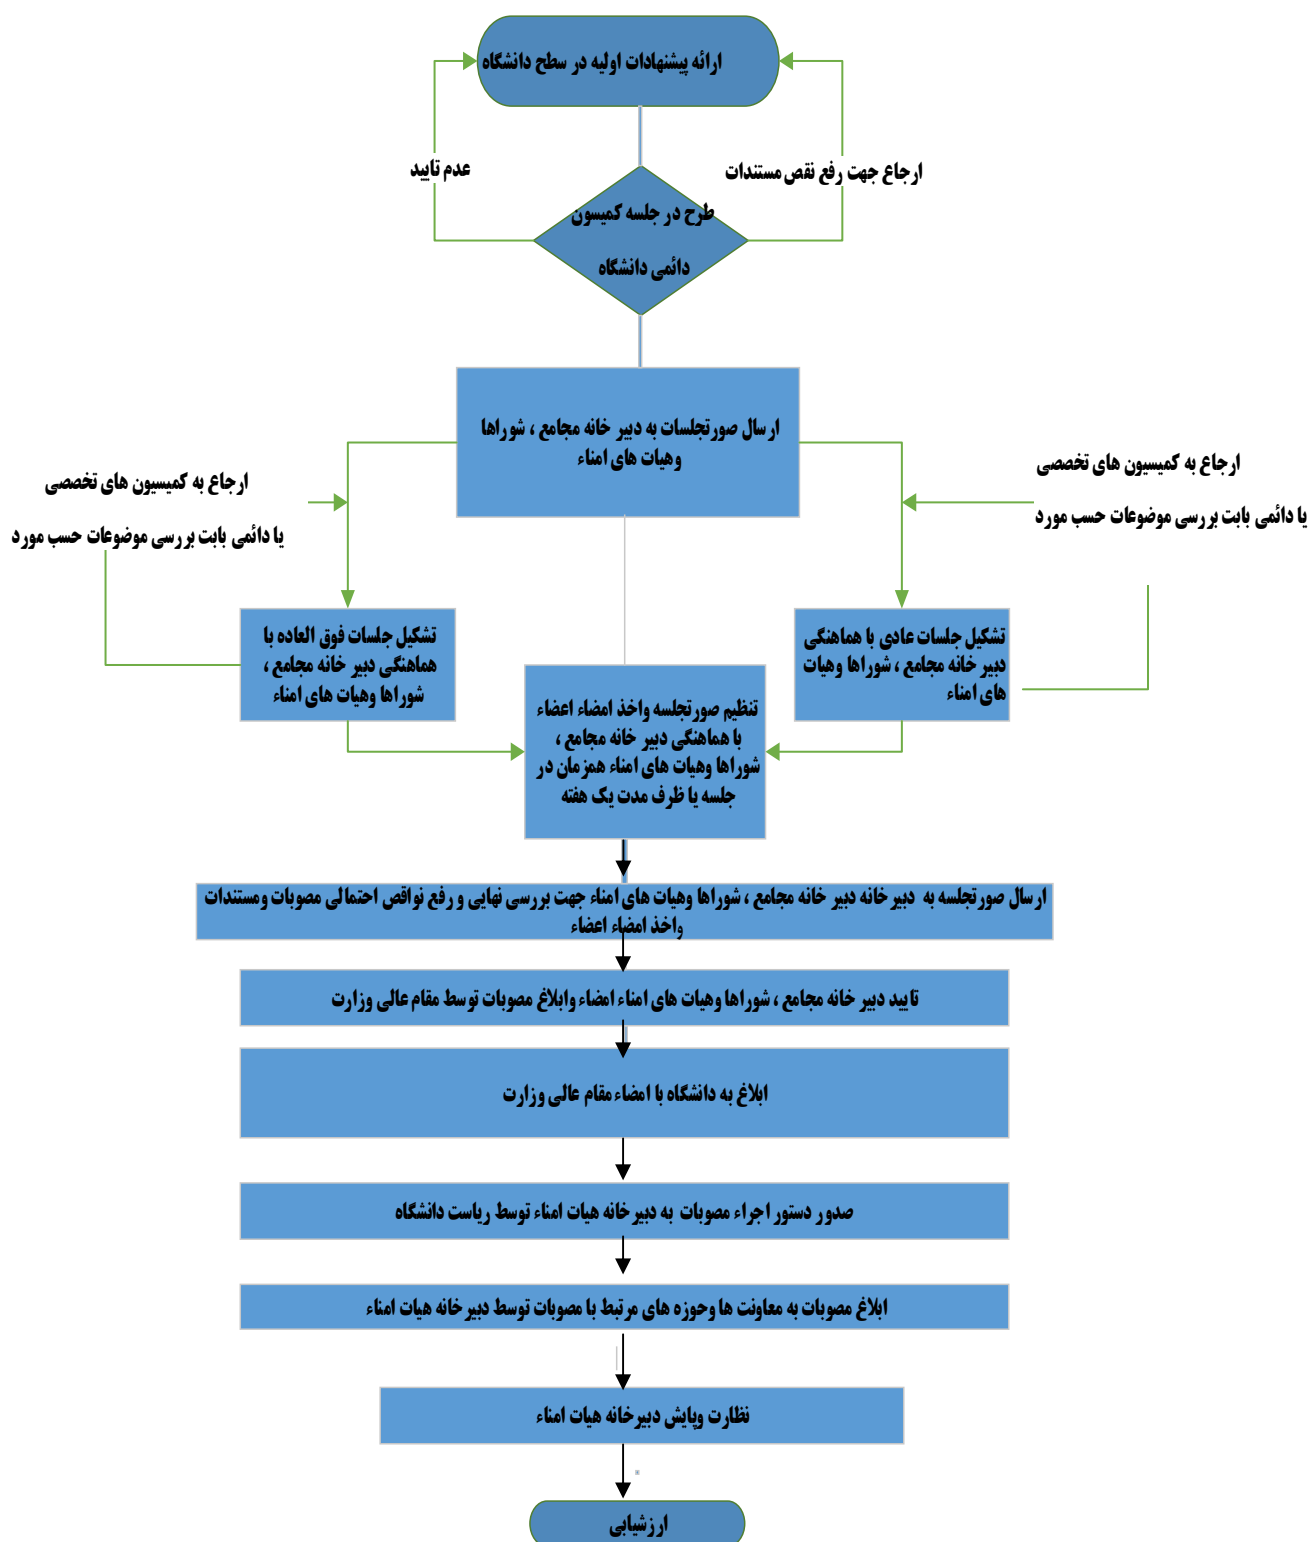 ارائه پیشنهادات اولیه در سطح دانشگاه
عدم تایید
ارجاع جهت رفع نقص مستندات
طرح در جلسه کمیسون
دائمی دانشگاه
ارسال صورتجلسات به دبیر خانه مجامع ، شوراها
وهیات های امناء
ارجاع به کمیسیون های تخصصی
یا دائمی بابت بررسی موضوعات حسب مورد
ارجاع به کمیسیون های تخصصی
یا دائمی بابت بررسی موضوعات حسب مورد
تشکیل جلسات عادی با هماهنگی
دبیر خانه مجامع ، شوراها وهیات
های امناء
تشکیل جلسات فوق العاده با
هماهنگی دبیر خانه مجامع ،
شوراها وهیات های امناء
تنظیم صورتجلسه واخذ امضاء اعضاء
با هماهنگی دبیر خانه مجامع ،
شوراها وهیات های امناء همزمان در
جلسه یا ظرف مدت یک هفته
ارسال صورتجلسه به دبیرخانه دبیر خانه مجامع ، شوراها وهیات های امناء جهت بررسی نهایی و رفع نواقص احتمالی مصوبات ومستندات
واخذ امضاء اعضاء
تایید دبیر خانه مجامع ، شوراها وهیات های امناء امضاء وابلاغ مصوبات توسط مقام عالی وزارت
ابلاغ به دانشگاه با امضاء مقام عالی وزارت
صدور دستور اجراء مصوبات به دبیرخانه هیات امناء توسط ریاست دانشگاه
ابلاغ مصوبات به معاونت ها وحوزه های مرتبط با مصوبات توسط دبیرخانه هیات امناء
نظارت وپایش دبیرخانه هیات امناء
ارزشیابی